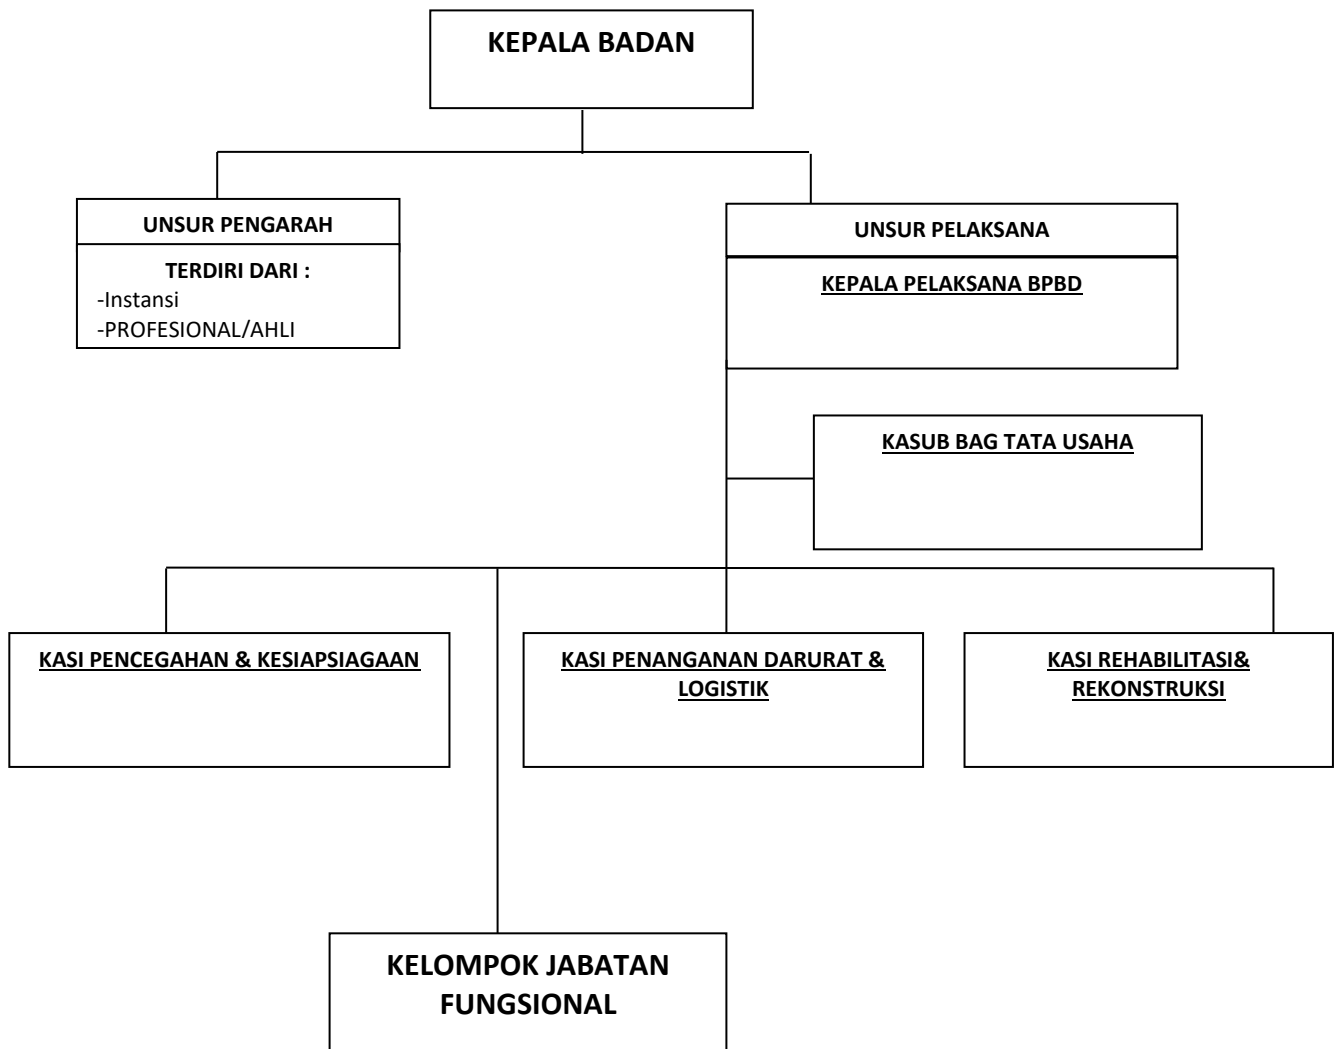 KEPALA BADAN
UNSUR PENGARAH
TERDIRI DARI :
-Instansi
-PROFESIONAL/AHLI
UNSUR PELAKSANA
KEPALA PELAKSANA BPBD
KASUB BAG TATA USAHA
KASI PENCEGAHAN & KESIAPSIAGAAN
KASI PENANGANAN DARURAT &
LOGISTIK
KASI REHABILITASI&
REKONSTRUKSI
KELOMPOK JABATAN
FUNGSIONAL